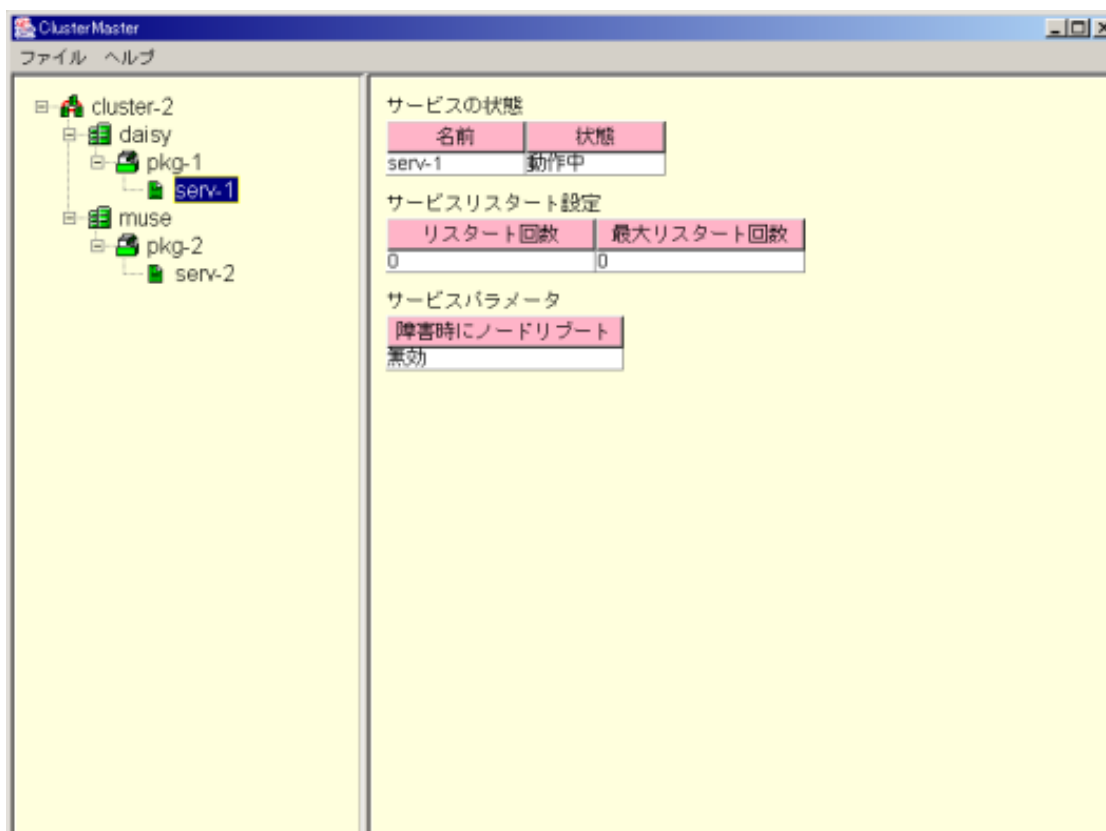 ClusterMaster
ファイル ヘルプ
cluster-2
daisy
pkg-1
serv-1
muse
pkg-2
serv-2
サービスの状態
名前 状態
serv-1 動作中
サービスリスタート設定
リスタート回数 最大リスタート回数
0 0
サービスパラメータ
障害時にノードリブート
無効